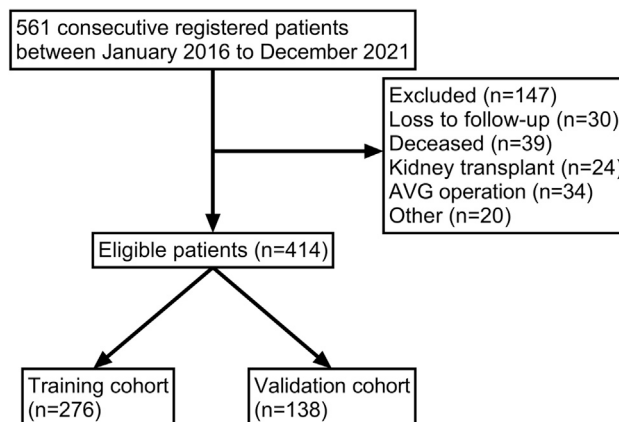 561 consecutive registered patients
between January 2016 to December 2021
Excluded (n=147)
Loss to follow-up (n=30)
Deceased (n=39)
Kidney transplant (n=24)
AVG operation (n=34)
Other (n=20)
Eligible patients (n=414)
Training cohort
(n=276)
Validation cohort
(n=138)